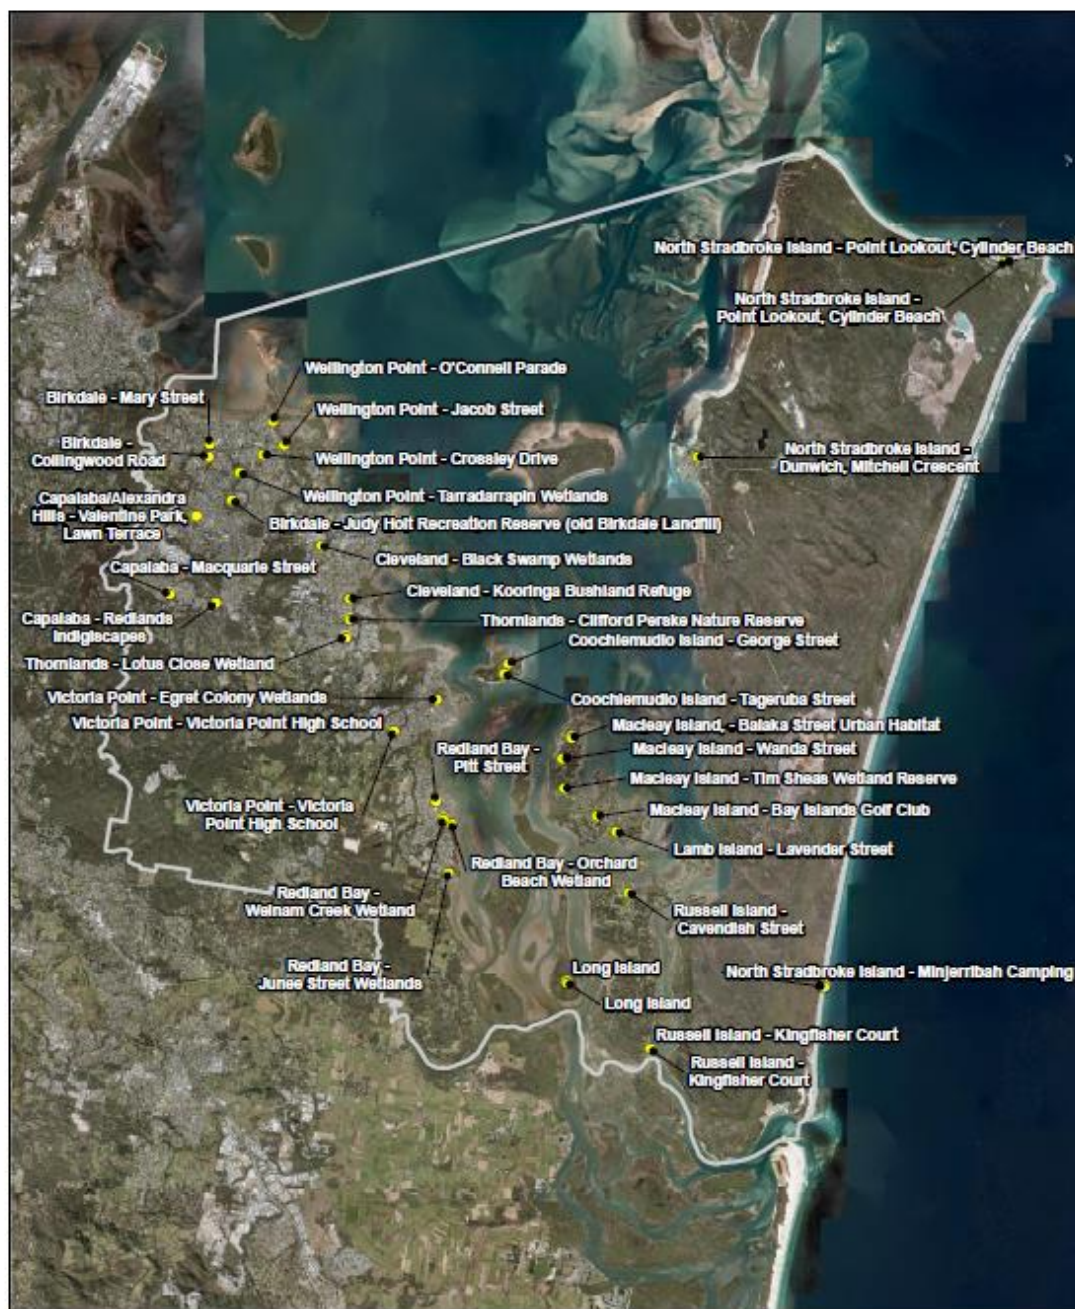 North Stradbroke Island - Point Lookout, Cylinder Beach
North Stradbroke Island -
Point Lookout, Cylinder Beach
Wellington Point - O'Connell Parade
Birkdale - Mary Street
Wellington Point - Jacob Street
Birkdale -
Collingwood Road
Wellington Point - Crossley Drive
North Stradbroke Island -
Dunwich, Mitchell Crescent
Wellington Point - Tarradarrapin Wetlands
Capalaba/Alexandra
Hills - Valentine Park,
Lawn Terrace
Birkdale - Judy Holt Recreation Reserve (old Birkdale Landfill)
Cleveland - Black Swamp Wetlands
Capalaba - Macquarie Street
Cleveland - Kooringa Bushland Refuge
Capalaba - Redlands
Indigiscapes
Thornlands - Clifford Perske Nature Reserve
Coochiemudlo Island - George Street
Thornlands - Lotus Close Wetland
Victoria Point - Egret Colony Wetlands
Coochiemudlo Island - Tageruba Street
Victoria Point - Victoria Point High School
Macleay Island, - Balaka Street Urban Habitat
Redland Bay -
Pitt Street
Macleay Island - Wanda Street
Macleay Island - Tim Sheas Wetland Reserve
Victoria Point - Victoria
Point High School
Macleay Island - Bay Islands Golf Club
Lamb Island - Lavender Street
Redland Bay - Orchard
Beach Wetland
Redland Bay -
Weinam Creek Wetland
Russell Island -
Cavendish Street
Redland Bay -
Junee Street Wetlands
Long Island
North Stradbroke Island - Minjerribah Camping
Long Island
Russell Island - Kingfisher Court
Russell Island -
Kingfisher Court